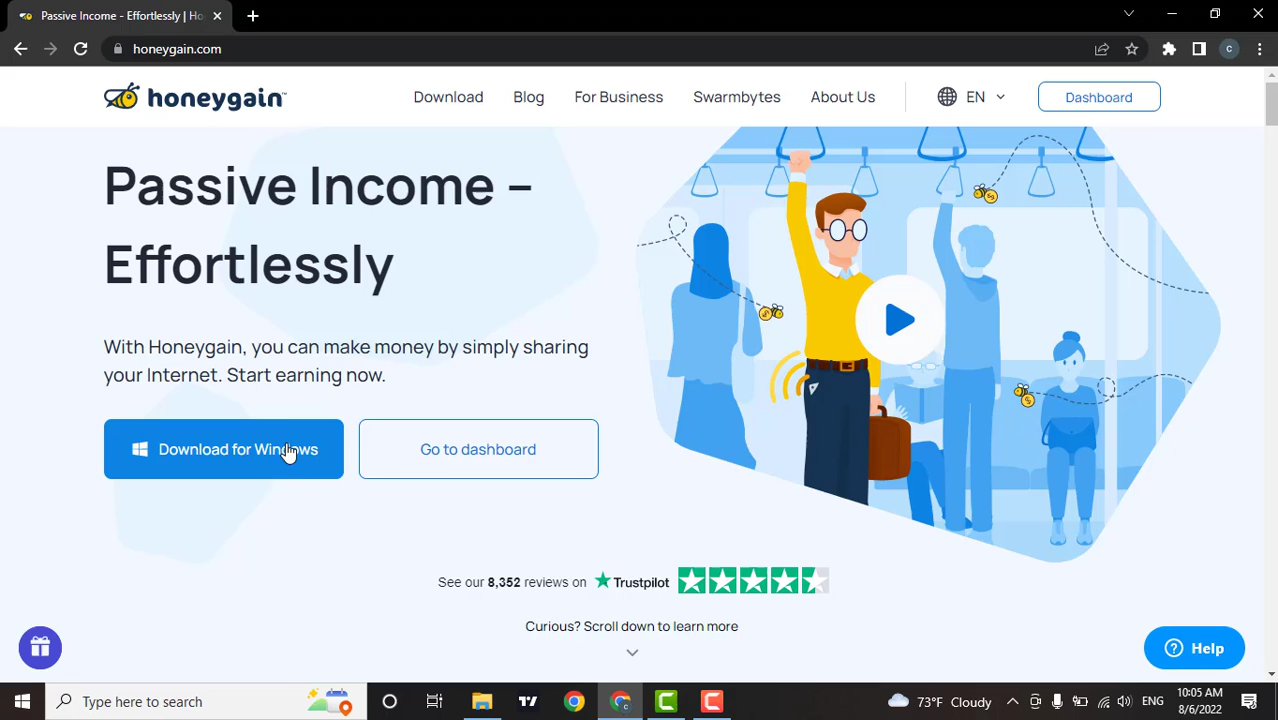 Passive Income – Effortlessly | Ho
honeygain.com
honeygain™
Download
Blog
For Business
Swarmbytes
About Us
EN
Dashboard
Passive Income –
Effortlessly
With Honeygain, you can make money by simply sharing
your Internet. Start earning now.
Download for Windows
Go to dashboard
See our 8,352 reviews on Trustpilot
Curious? Scroll down to learn more
Help
Type here to search
73°F Cloudy
ENG
10:05 AM
8/6/2022